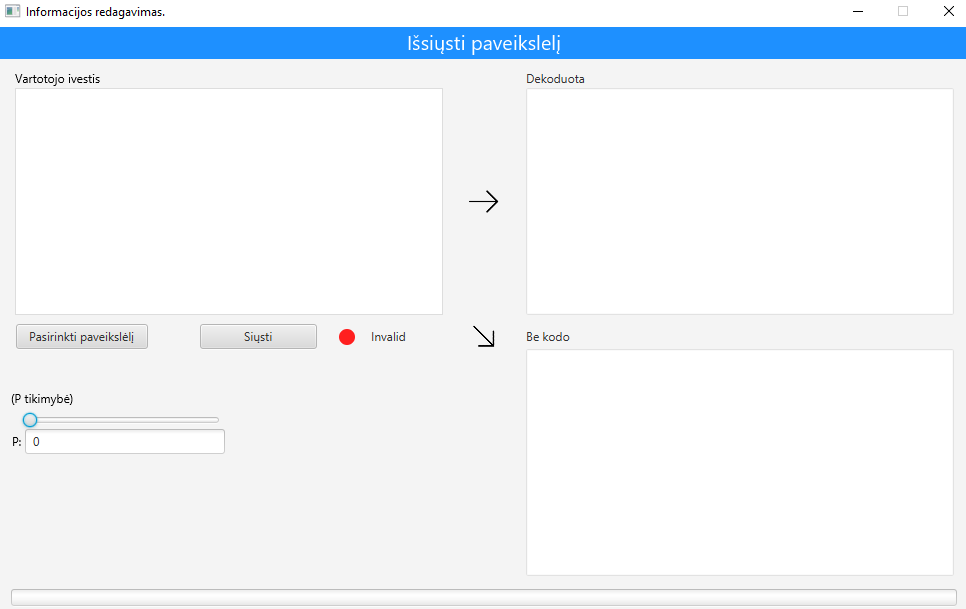 Informacijos redagavimas.
Išsiųsti paveikslelį
Vartotojo ivestis
Dekoduota
Pasirinkti paveikslėlį
Siųsti
Invalid
Be kodo
(P tikimybė)
P: 0